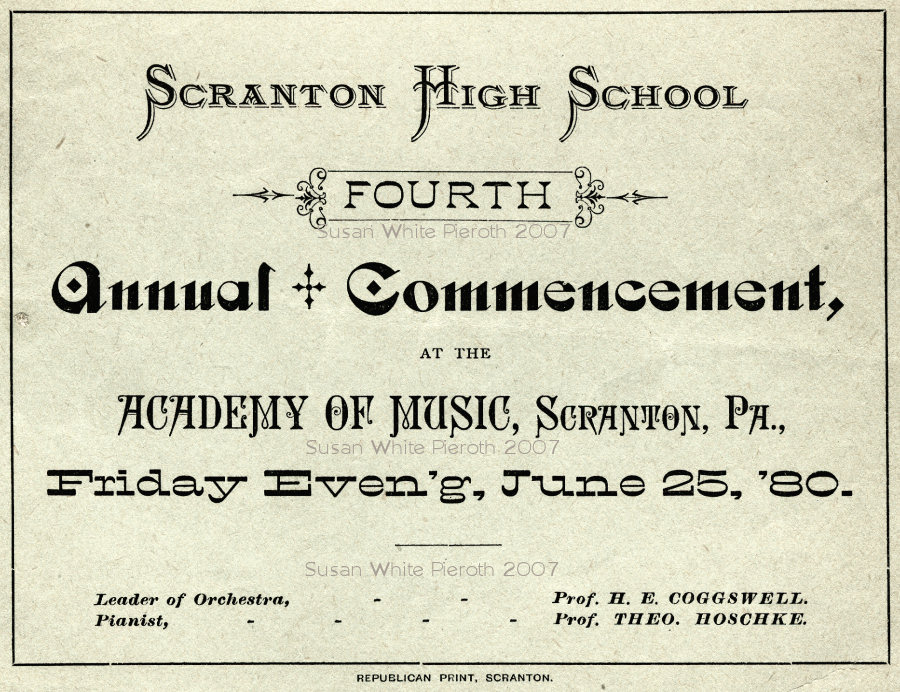 SCRANTON HIGH SCHOOL
FOURTH
Susan White Pieroth 2007
Annual Commencement,
AT THE
ACADEMY OF MUSIC, SCRANTON, PA.,
Susan White Pieroth 2007
Friday Even'g, June 25, '80.
Susan White Pieroth 2007
Leader of Orchestra, - - Prof. H. E. COGGSWELL.
Pianist, - - - - Prof. THEO. HOSCHKE.
REPUBLICAN PRINT, SCRANTON.